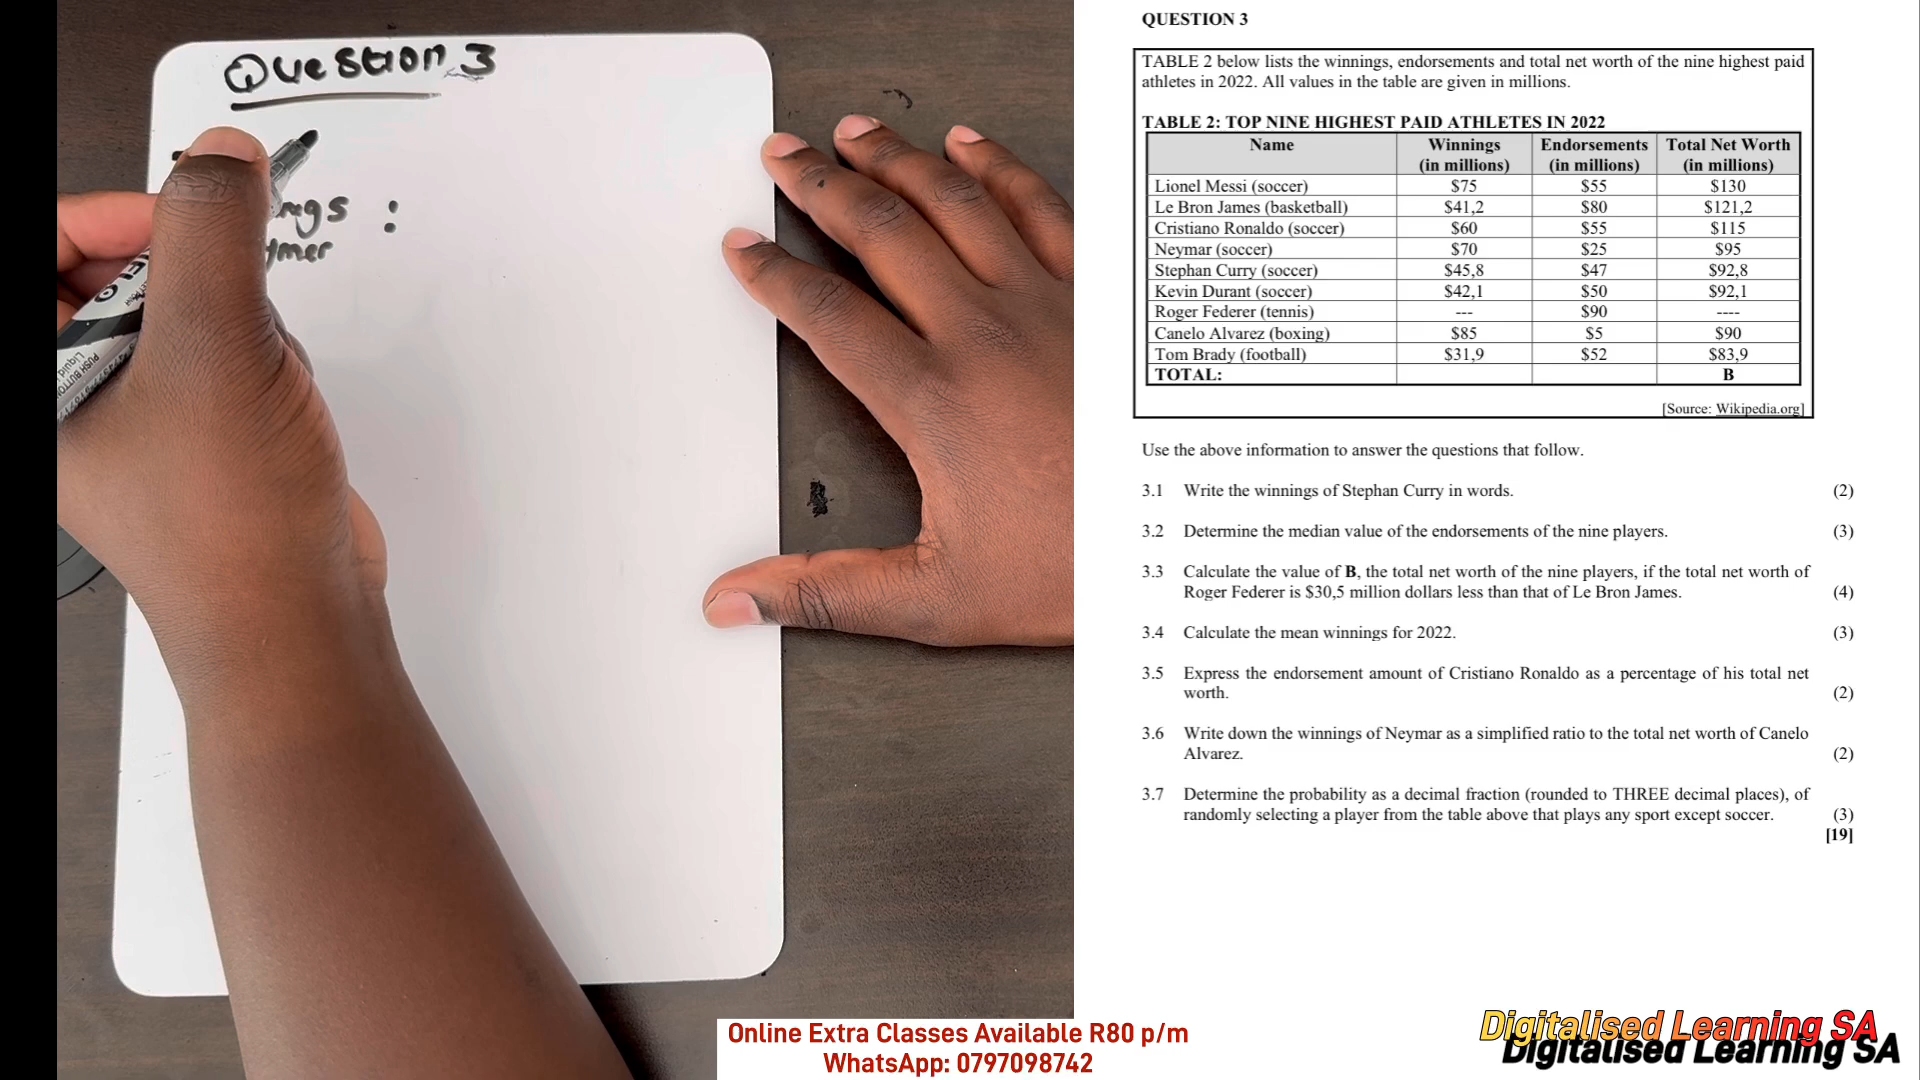 Question 3
:
QUESTION 3
TABLE 2 below lists the winnings, endorsements and total net worth of the nine highest paid
athletes in 2022. All values in the table are given in millions.
TABLE 2: TOP NINE HIGHEST PAID ATHLETES IN 2022
Name Winnings (in millions) Endorsements (in millions) Total Net Worth (in millions)
Lionel Messi (soccer) $75 $55 $130
Le Bron James (basketball) $41,2 $80 $121,2
Cristiano Ronaldo (soccer) $60 $55 $115
Neymar (soccer) $70 $25 $95
Stephan Curry (soccer) $45,8 $47 $92,8
Kevin Durant (soccer) $42,1 $50 $92,1
Roger Federer (tennis) --- $90 ----
Canelo Alvarez (boxing) $85 $5 $90
Tom Brady (football) $31,9 $52 $83,9
TOTAL: B
[Source: Wikipedia.org]
Use the above information to answer the questions that follow.
3.1 Write the winnings of Stephan Curry in words. (2)
3.2 Determine the median value of the endorsements of the nine players. (3)
3.3 Calculate the value of B, the total net worth of the nine players, if the total net worth of
Roger Federer is $30,5 million dollars less than that of Le Bron James. (4)
3.4 Calculate the mean winnings for 2022. (3)
3.5 Express the endorsement amount of Cristiano Ronaldo as a percentage of his total net
worth. (2)
3.6 Write down the winnings of Neymar as a simplified ratio to the total net worth of Canelo
Alvarez. (2)
3.7 Determine the probability as a decimal fraction (rounded to THREE decimal places), of
randomly selecting a player from the table above that plays any sport except soccer. (3)
[19]
Online Extra Classes Available R80 p/m
WhatsApp: 0797098742
Digitalised Learning SA